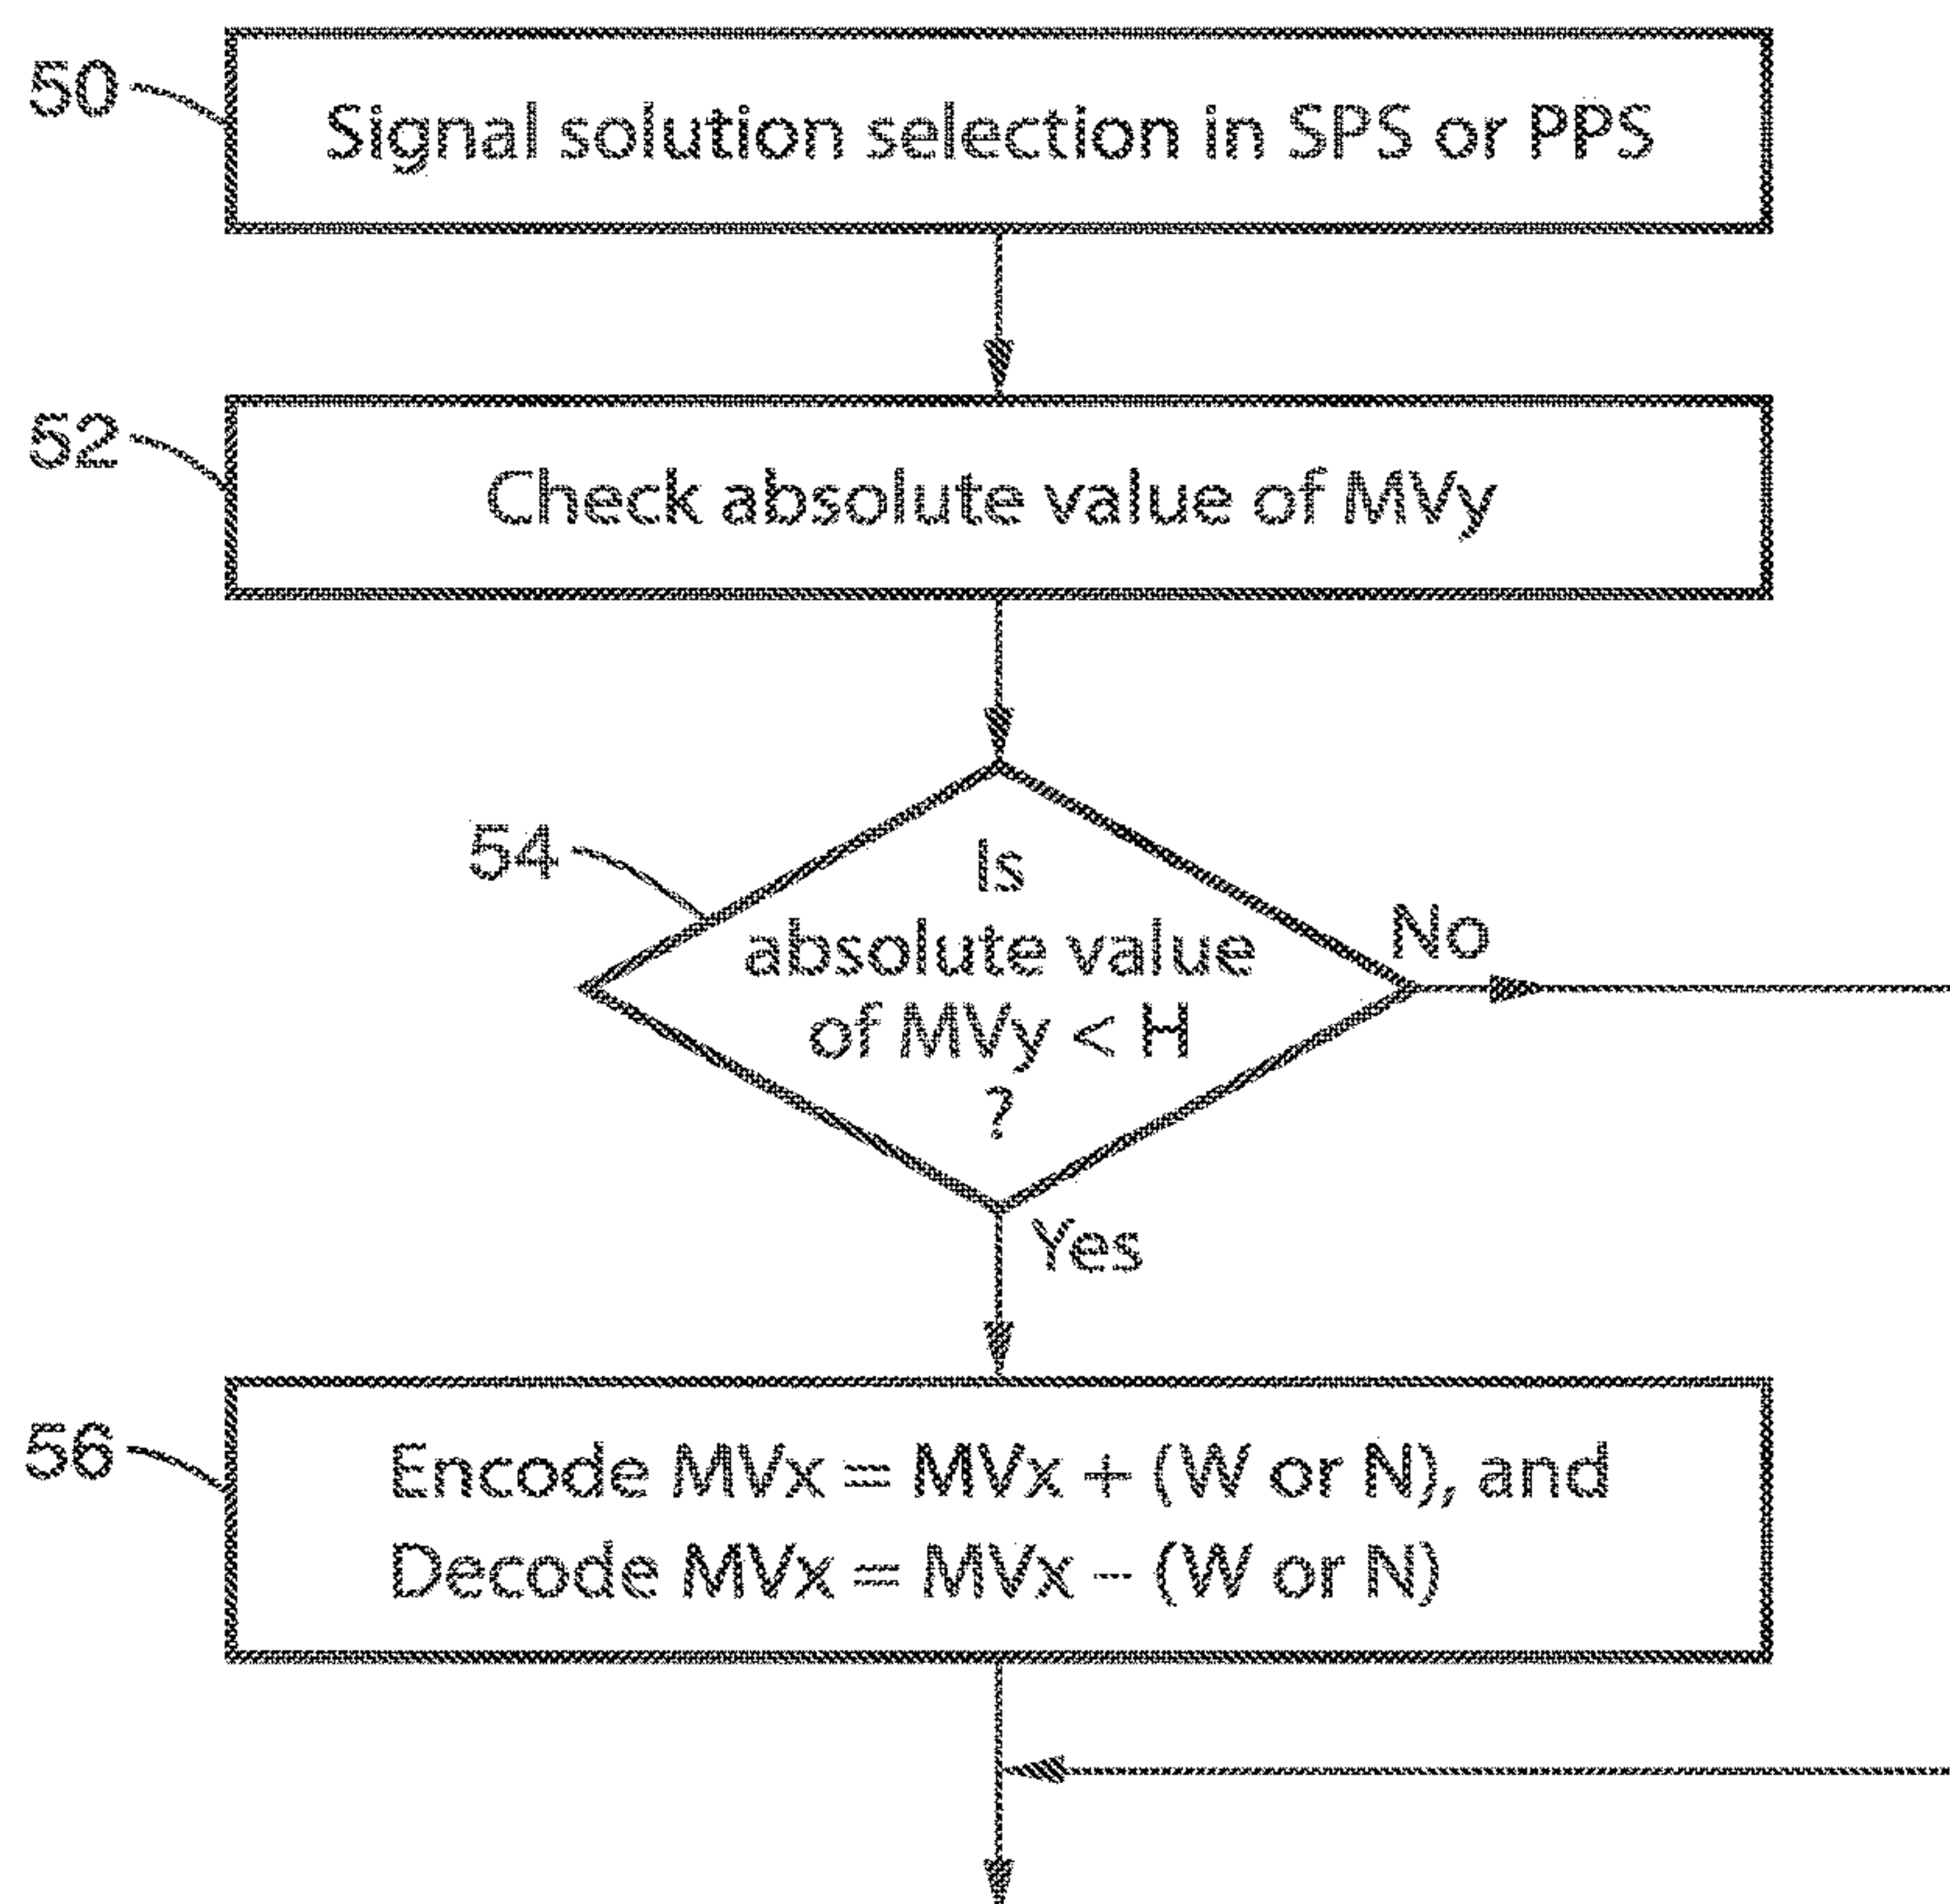 50
Signal solution selection in SPS or PPS
52
Check absolute value of MVy
54
Is
absolute value
of MVy < H
?
No
Yes
56
Encode MVx = MVx + (W or N), and
Decode MVx = MVx – (W or N)